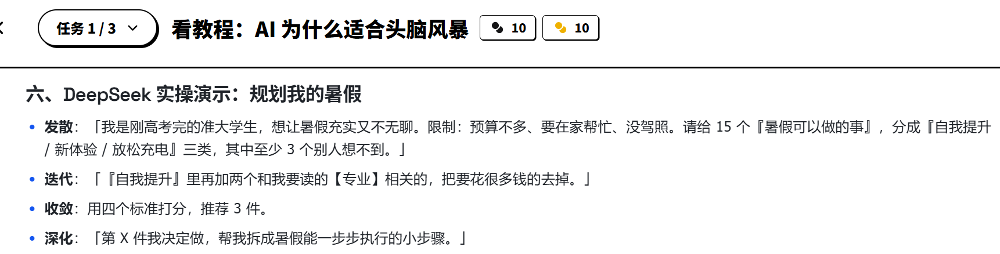 任务 1 / 3
看教程：AI 为什么适合头脑风暴
10
10
六、DeepSeek 实操演示：规划我的暑假
发散：「我是刚高考完的准大学生，想让暑假充实又不无聊。限制：预算不多、要在家帮忙、没驾照。请给 15 个『暑假可以做的事』，分成『自我提升
/ 新体验 / 放松充电』三类，其中至少 3 个别人想不到。」
迭代：「『自我提升』里再加两个和我要读的【专业】相关的，把要花很多钱的去掉。」
收敛：用四个标准打分，推荐 3 件。
深化：「第 X 件我决定做，帮我拆成暑假能一步步执行的小步骤。」